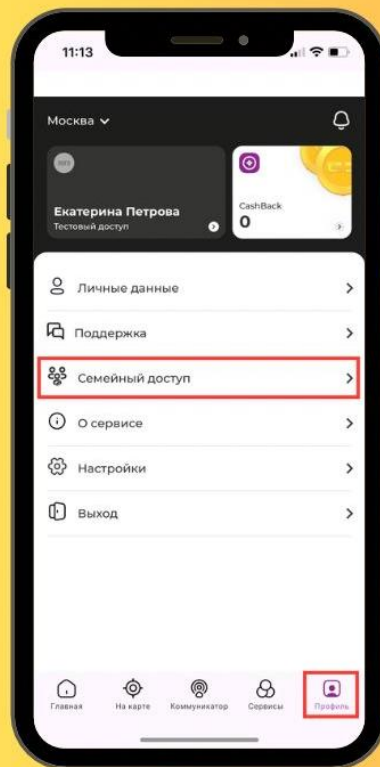 11:13
Москва
Екатерина Петрова
Тестовый доступ
CashBack
0
Личные данные
Поддержка
Семейный доступ
О сервисе
Настройки
Выход
Главная
На карте
Коммуникатор
Сервисы
Профиль